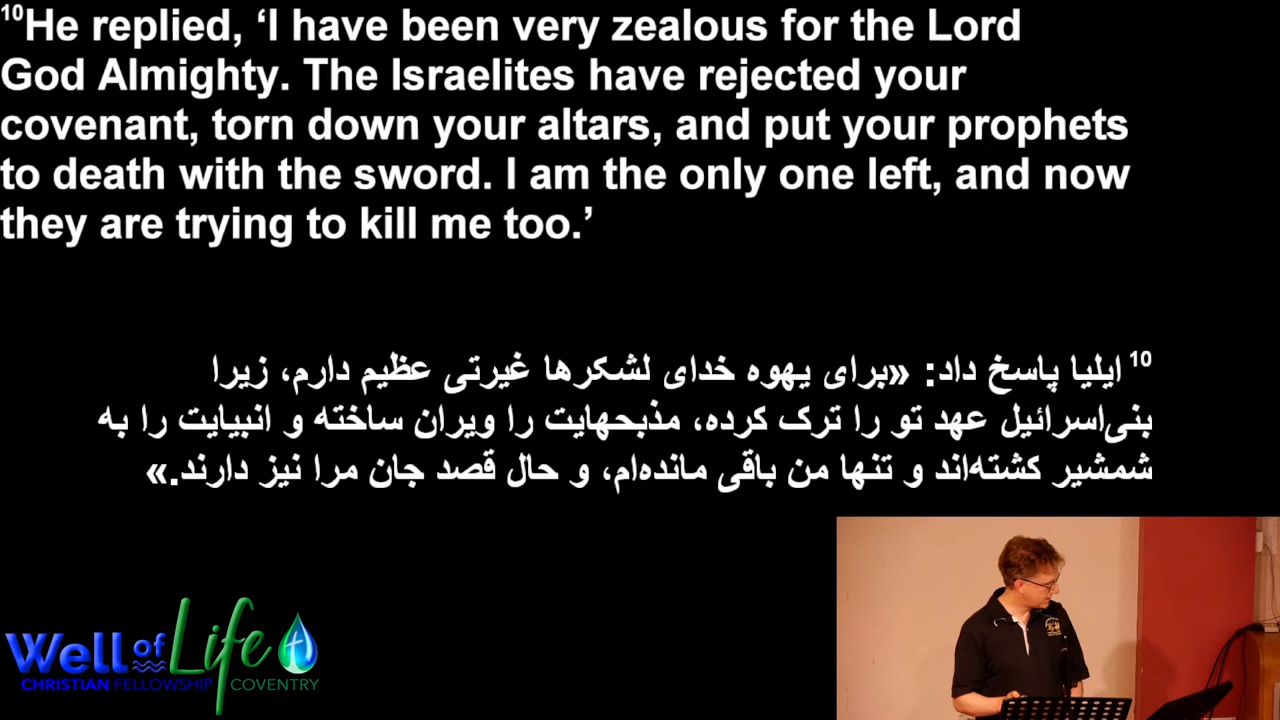 ¹⁰He replied, ‘I have been very zealous for the Lord
God Almighty. The Israelites have rejected your
covenant, torn down your altars, and put your prophets
to death with the sword. I am the only one left, and now
they are trying to kill me too.’
¹⁰ ایلیا پاسخ داد: «برای یهوه خدای لشکرها غیرتی عظیم دارم، زیرا
بنی‌اسرائیل عهد تو را ترک کرده، مذبحهایت را ویران ساخته و انبیایت را به
شمشیر کشته‌اند و تنها من باقی مانده‌ام، و حال قصد جان مرا نیز دارند.»
Well of Life
CHRISTIAN FELLOWSHIP COVENTRY